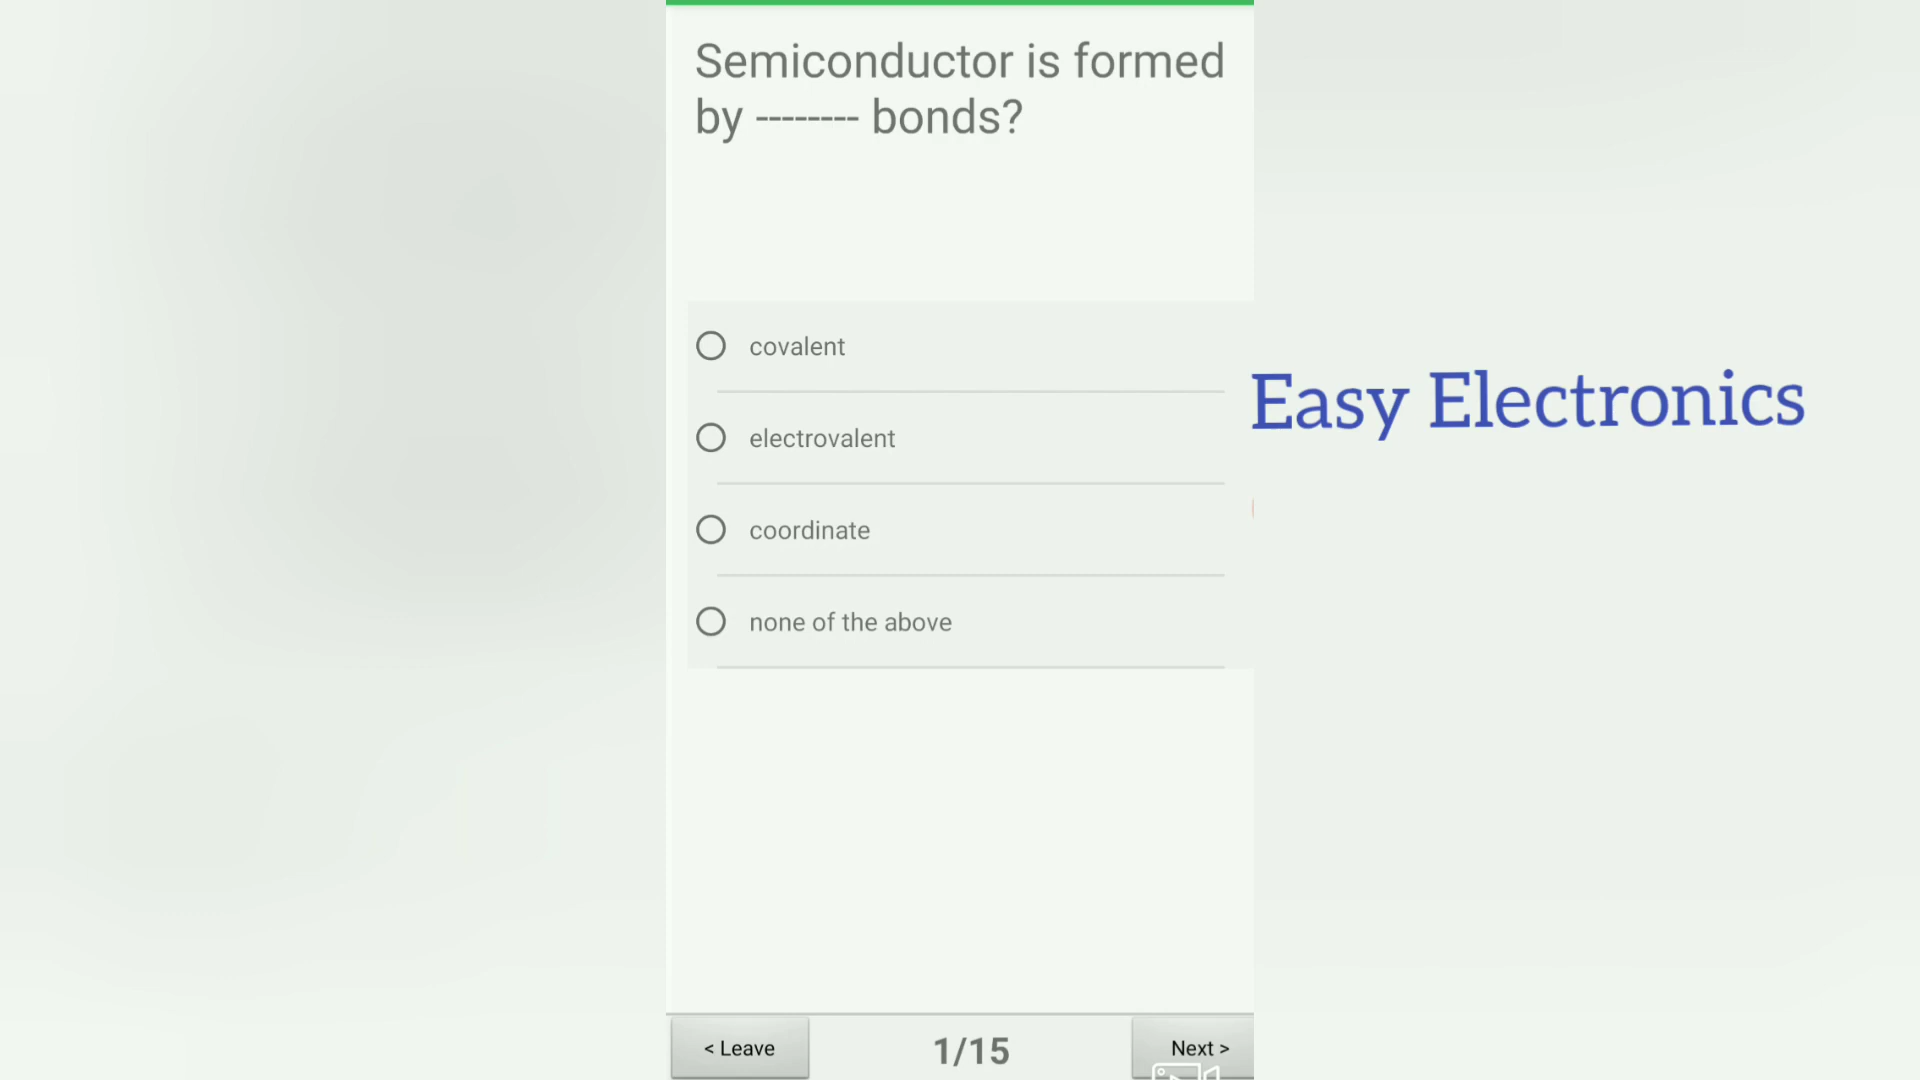 Semiconductor is formed
by -------- bonds?
covalent
electrovalent
coordinate
none of the above
Easy Electronics
< Leave
1/15
Next >